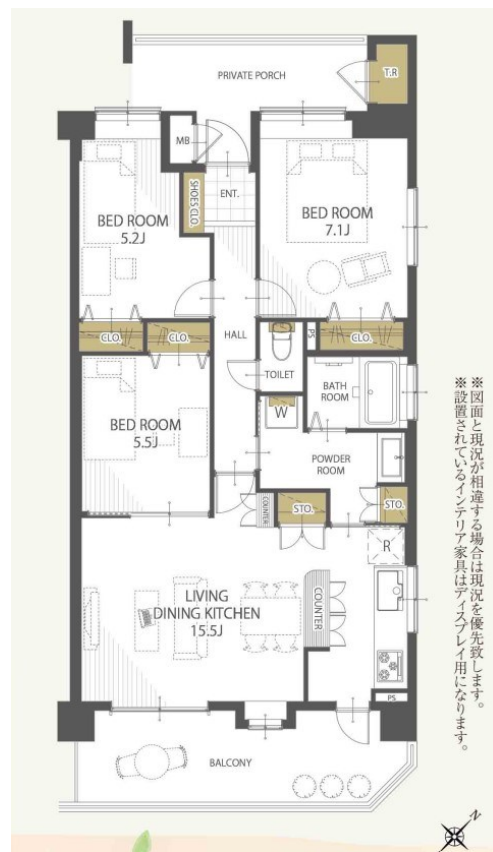 PRIVATE PORCH
T.R
MB
ENT.
SHOES CLO.
BED ROOM
5.2J
BED ROOM
7.1J
HALL
CLO.
CLO.
PS
CLO.
TOILET
BATH
ROOM
BED ROOM
5.5J
W
POWDER
ROOM
COUNTER
STO.
STO.
R
LIVING
DINING KITCHEN
15.5J
COUNTER
PS
BALCONY
N
※図面と現況が相違する場合は現況を優先致します。
※設置されているインテリア家具はディスプレイ用になります。